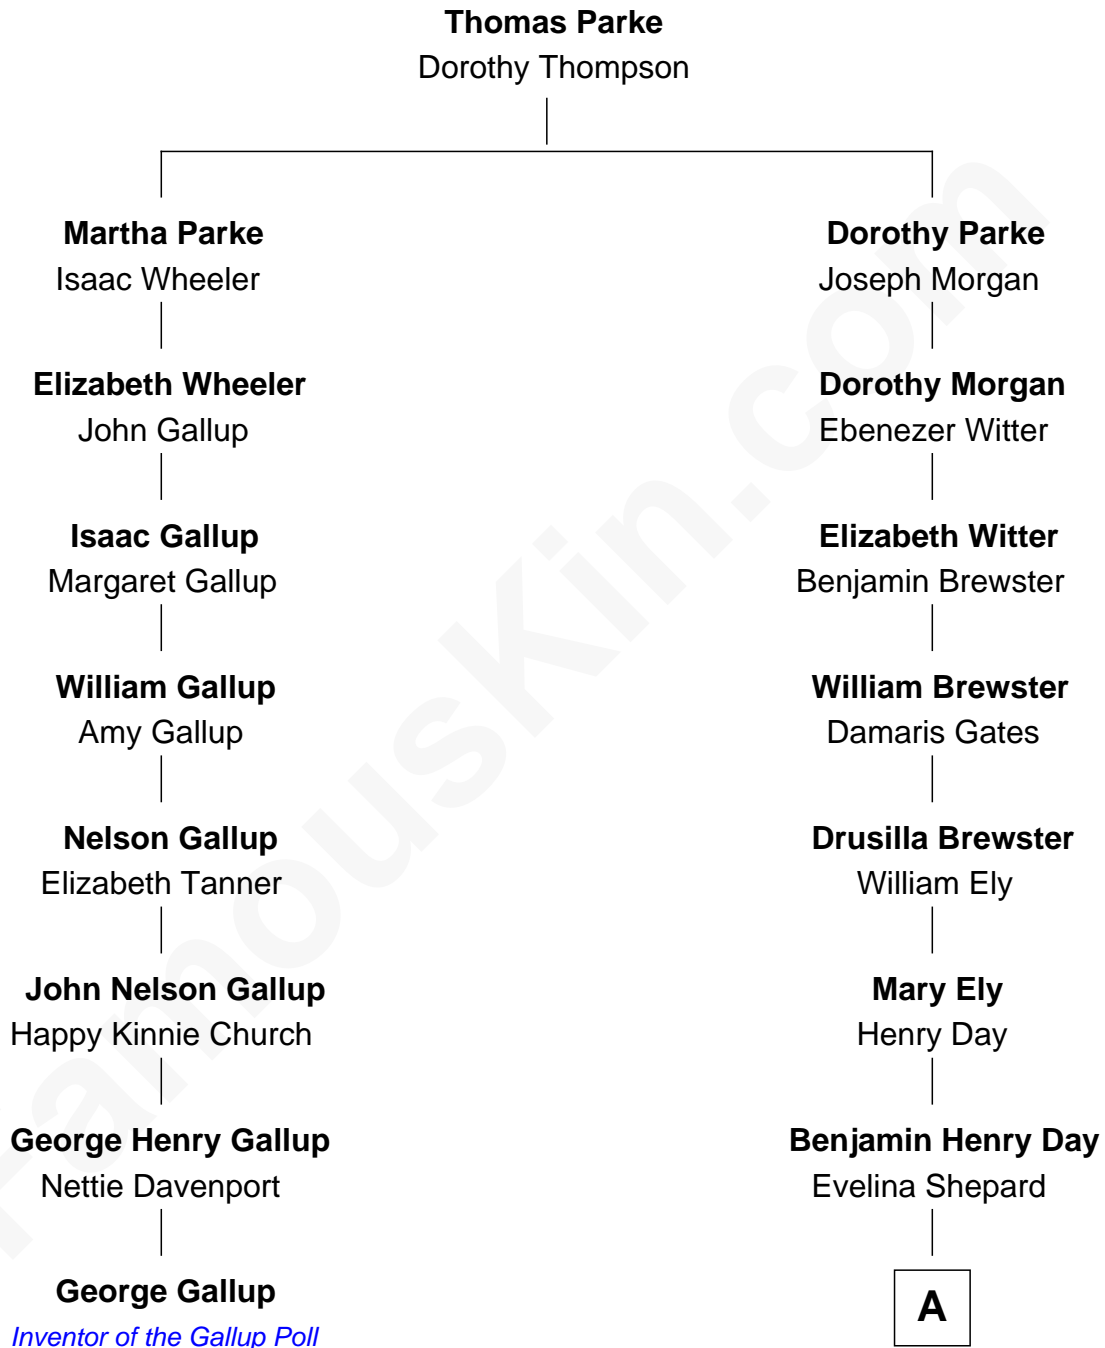 Thomas Parke
Dorothy Thompson
Martha Parke
Isaac Wheeler
Dorothy Parke
Joseph Morgan
Elizabeth Wheeler
John Gallup
Dorothy Morgan
Ebenezer Witter
Isaac Gallup
Margaret Gallup
Elizabeth Witter
Benjamin Brewster
William Gallup
Amy Gallup
William Brewster
Damaris Gates
Nelson Gallup
Elizabeth Tanner
Drusilla Brewster
William Ely
John Nelson Gallup
Happy Kinnie Church
Mary Ely
Henry Day
George Henry Gallup
Nettie Davenport
Benjamin Henry Day
Evelina Shepard
George Gallup
Inventor of the Gallup Poll
A
FamousKin.com